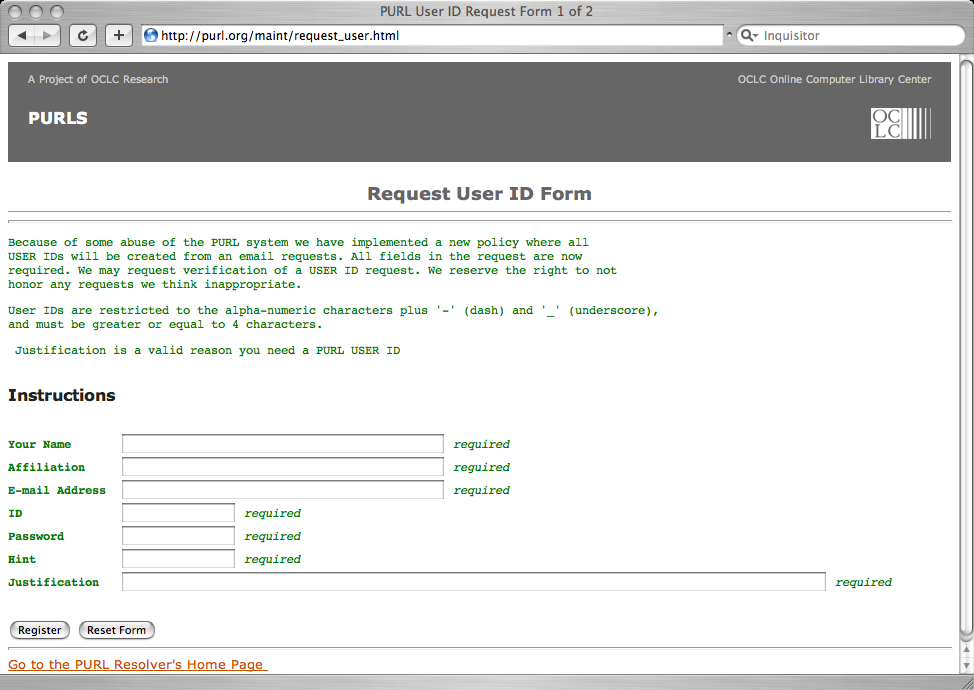 PURL User ID Request Form 1 of 2
http://purl.org/maint/request_user.html
Inquisitor
A Project of OCLC Research
OCLC Online Computer Library Center
PURLS
OC
LC
Request User ID Form
Because of some abuse of the PURL system we have implemented a new policy where all
USER IDs will be created from an email requests. All fields in the request are now
required. We may request verification of a USER ID request. We reserve the right to not
honor any requests we think inappropriate.
User IDs are restricted to the alpha-numeric characters plus '-' (dash) and '_' (underscore),
and must be greater or equal to 4 characters.
Justification is a valid reason you need a PURL USER ID
Instructions
Your Name required
Affiliation required
E-mail Address required
ID required
Password required
Hint required
Justification required
Register Reset Form
Go to the PURL Resolver's Home Page